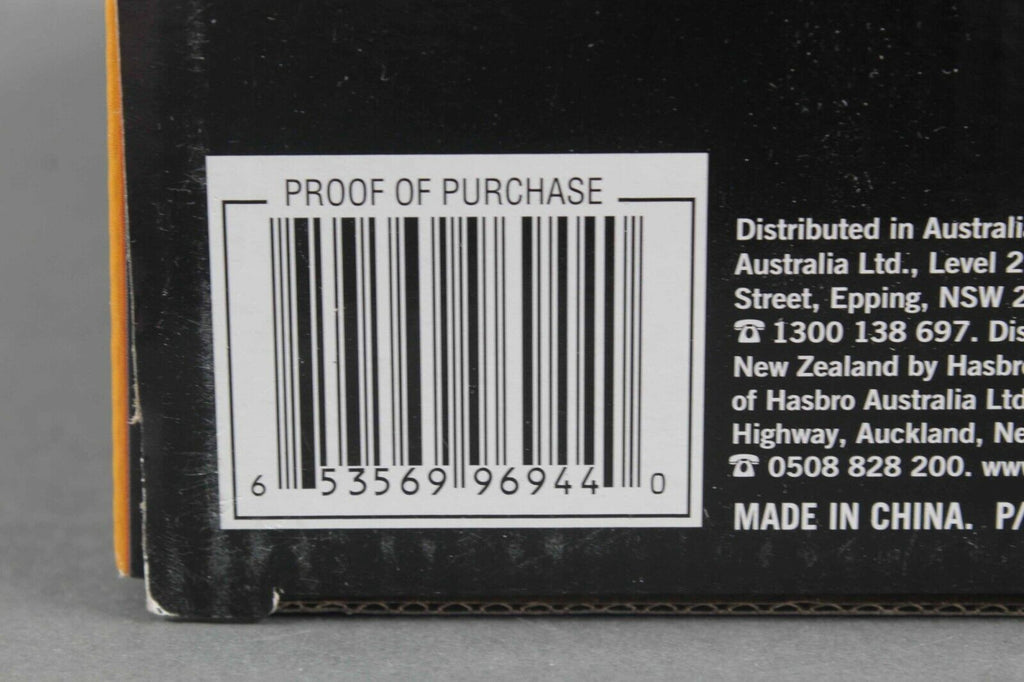 PROOF OF PURCHASE
6 53569 96944 0
Distributed in
Australia Ltd., Level
Street, Epping, NSW
☎ 1300 138 697.
New Zealand by
of Hasbro Australia Ltd
Highway, Auckland,
☎ 0508 828 200.
MADE IN CHINA.